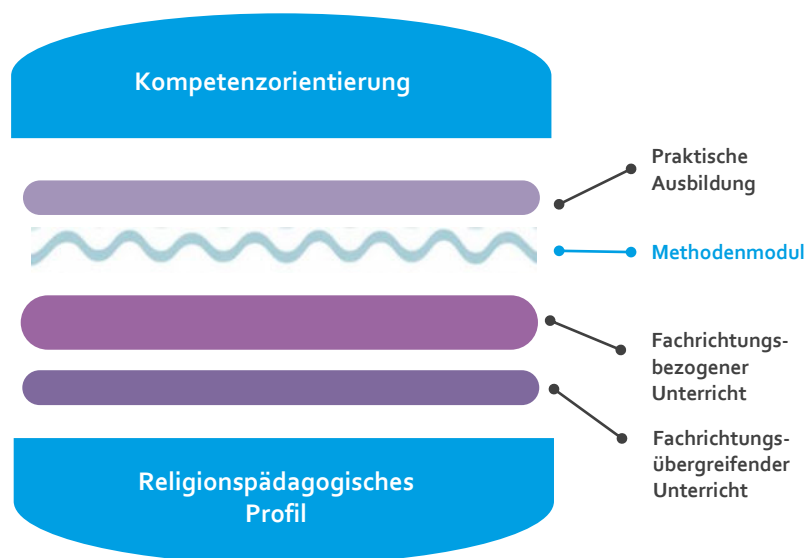 Kompetenzorientierung
Praktische
Ausbildung
Methodenmodul
Fachrichtungs-
bezogener
Unterricht
Fachrichtungs-
übergreifender
Unterricht
Religionspädagogisches
Profil